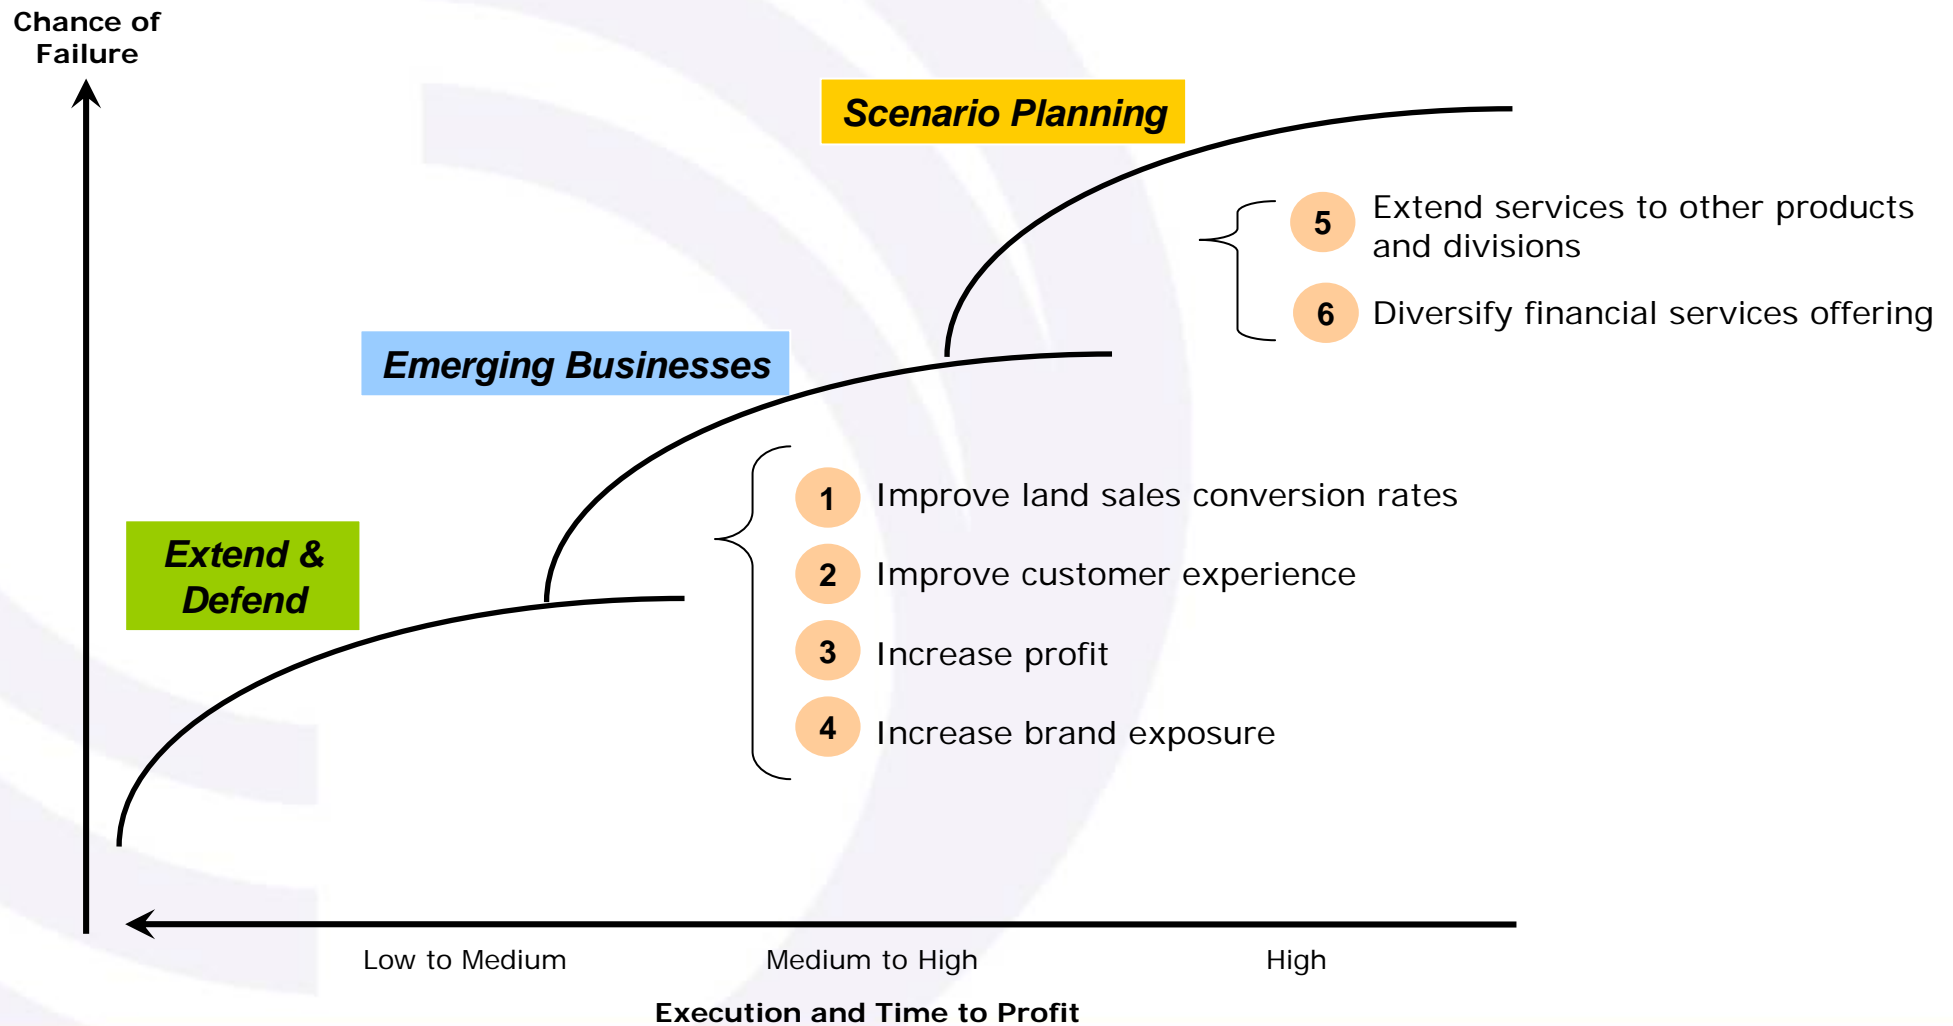 Chance of
Failure
Scenario Planning
5
Extend services to other products
and divisions
6
Diversify financial services offering
Emerging Businesses
1
Improve land sales conversion rates
2
Improve customer experience
3
Increase profit
4
Increase brand exposure
Extend &
Defend
Low to Medium
Medium to High
High
Execution and Time to Profit